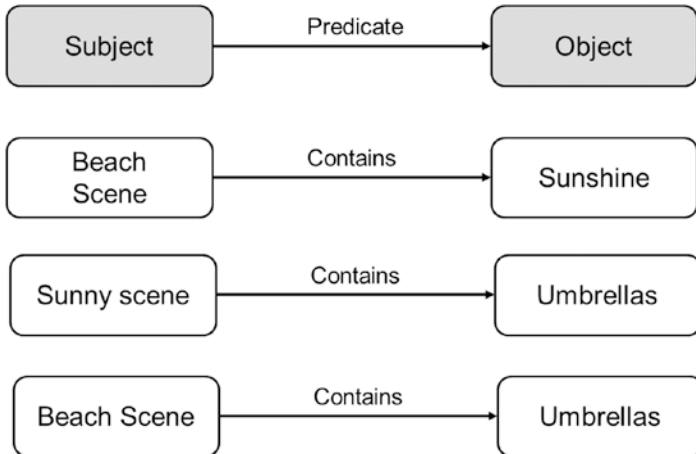 Subject Predicate Object
Beach
Scene
Contains
Sunshine
Sunny scene Contains Umbrellas
Beach Scene Contains Umbrellas